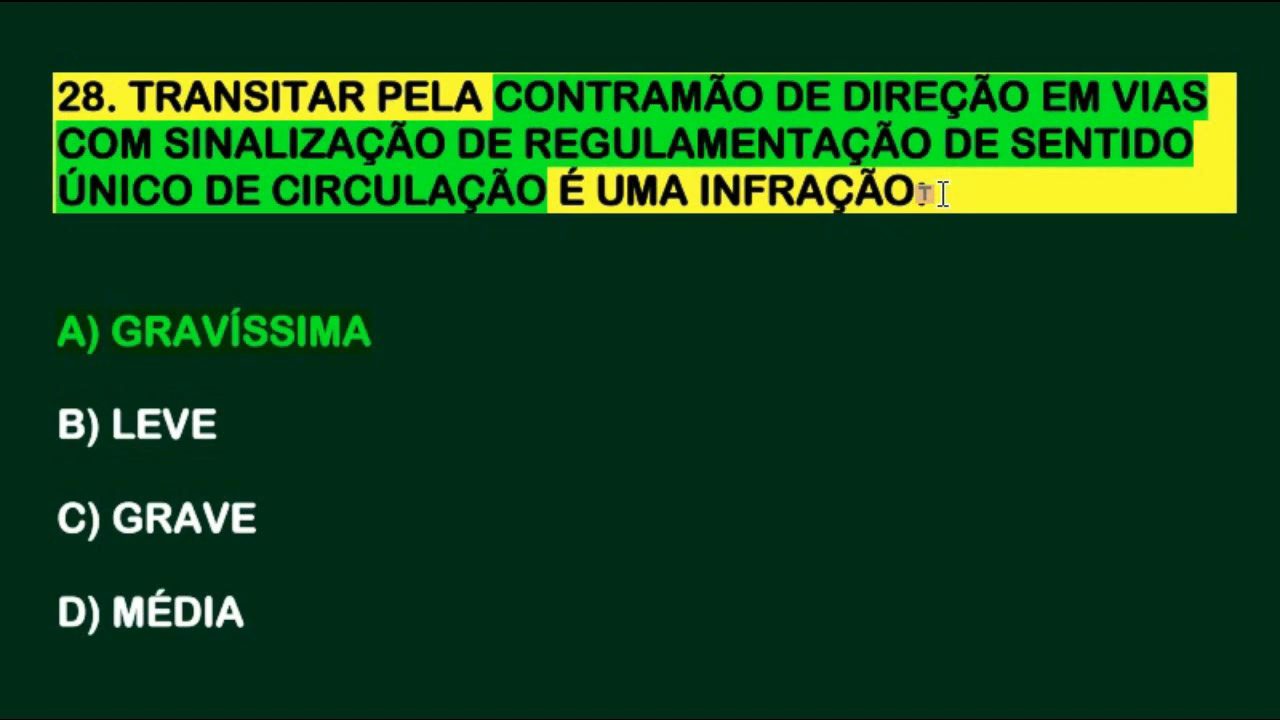 28. TRANSITAR PELA CONTRAMÃO DE DIREÇÃO EM VIAS
COM SINALIZAÇÃO DE REGULAMENTAÇÃO DE SENTIDO
ÚNICO DE CIRCULAÇÃO É UMA INFRAÇÃO:
A) GRAVÍSSIMA
B) LEVE
C) GRAVE
D) MÉDIA